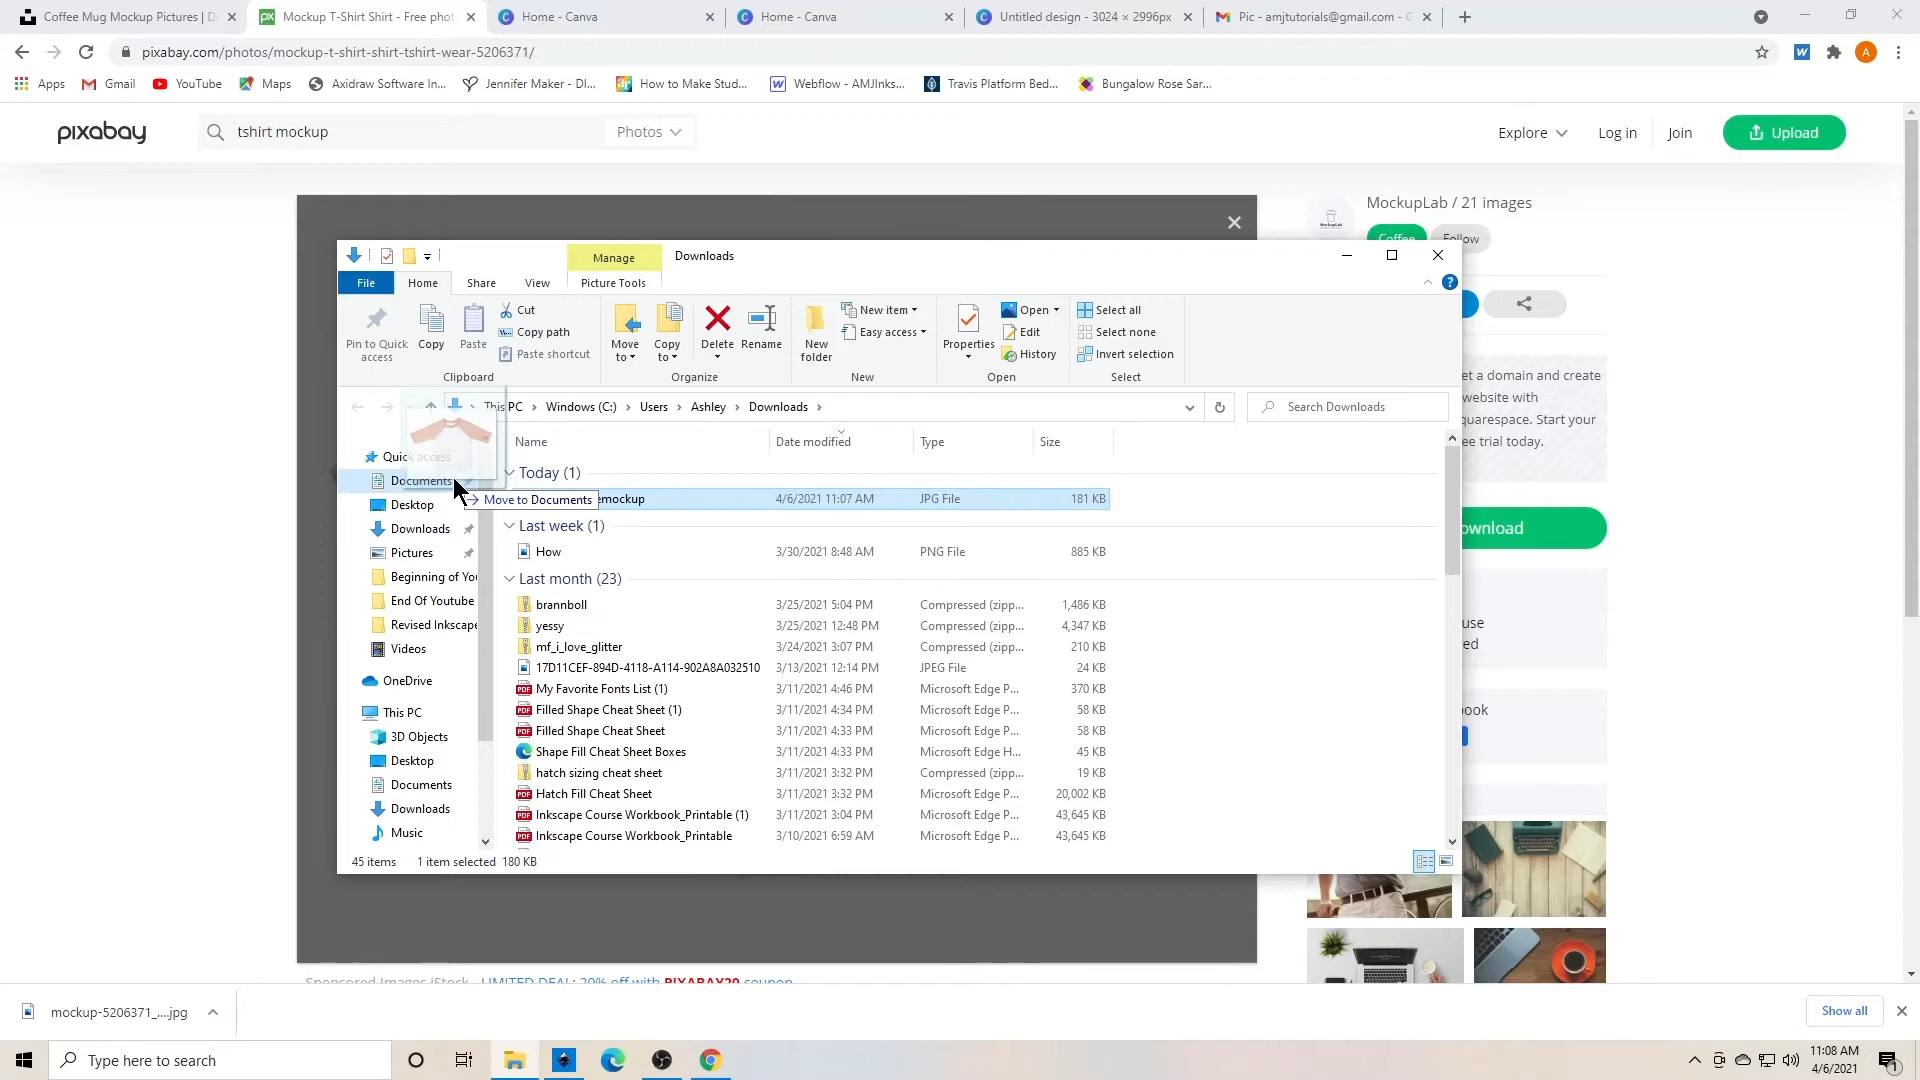 Coffee Mug Mockup Pictures | D
Mockup T-Shirt Shirt - Free phot
Home - Canva
Home - Canva
Untitled design - 3024 × 2996px
Pic - amjtutorials@gmail.com - G
pixabay.com/photos/mockup-t-shirt-shirt-tshirt-wear-5206371/
Apps
Gmail
YouTube
Maps
Axidraw Software In...
Jennifer Maker - DI...
How to Make Stud...
Webflow - AMJInks...
Travis Platform Bed...
Bungalow Rose Sar...
pixabay
tshirt mockup
Photos
Explore
Log in
Join
Upload
MockupLab / 21 images
Coffee
Follow
Manage
Downloads
File
Home
Share
View
Picture Tools
Pin to Quick access
Copy
Paste
Cut
Copy path
Paste shortcut
Clipboard
Move to
Copy to
Delete
Rename
Organize
New folder
New item
Easy access
New
Properties
Open
Edit
History
Open
Select all
Select none
Invert selection
Select
This PC
Windows (C:)
Users
Ashley
Downloads
Search Downloads
et a domain and create
website with
quarespace. Start your
ee trial today.
Name
Date modified
Type
Size
Quick access
Documents
Desktop
Downloads
Pictures
Beginning of You
End Of Youtube
Revised Inkscape
Videos
OneDrive
This PC
3D Objects
Desktop
Documents
Downloads
Music
Move to Documents
Today (1)
emockup 4/6/2021 11:07 AM JPG File 181 KB
Last week (1)
How 3/30/2021 8:48 AM PNG File 885 KB
Last month (23)
brannboll 3/25/2021 5:04 PM Compressed (zipp... 1,486 KB
yessy 3/25/2021 12:48 PM Compressed (zipp... 4,347 KB
mf_i_love_glitter 3/24/2021 3:07 PM Compressed (zipp... 210 KB
17D11CEF-894D-4118-A114-902A8A032510 3/13/2021 12:14 PM JPEG File 24 KB
My Favorite Fonts List (1) 3/11/2021 4:46 PM Microsoft Edge P... 370 KB
Filled Shape Cheat Sheet (1) 3/11/2021 4:34 PM Microsoft Edge P... 58 KB
Filled Shape Cheat Sheet 3/11/2021 4:33 PM Microsoft Edge P... 58 KB
Shape Fill Cheat Sheet Boxes 3/11/2021 4:33 PM Microsoft Edge H... 45 KB
hatch sizing cheat sheet 3/11/2021 3:32 PM Compressed (zipp... 19 KB
Hatch Fill Cheat Sheet 3/11/2021 3:32 PM Microsoft Edge P... 20,002 KB
Inkscape Course Workbook_Printable (1) 3/11/2021 3:04 PM Microsoft Edge P... 43,645 KB
Inkscape Course Workbook_Printable 3/10/2021 6:59 AM Microsoft Edge P... 43,645 KB
45 items 1 item selected 180 KB
ownload
use
ed
ook
Sponsored Images iStock LIMITED DEAL: 20% off with PIXABAY20 coupon
mockup-5206371_....jpg
Show all
Type here to search
11:08 AM
4/6/2021
1